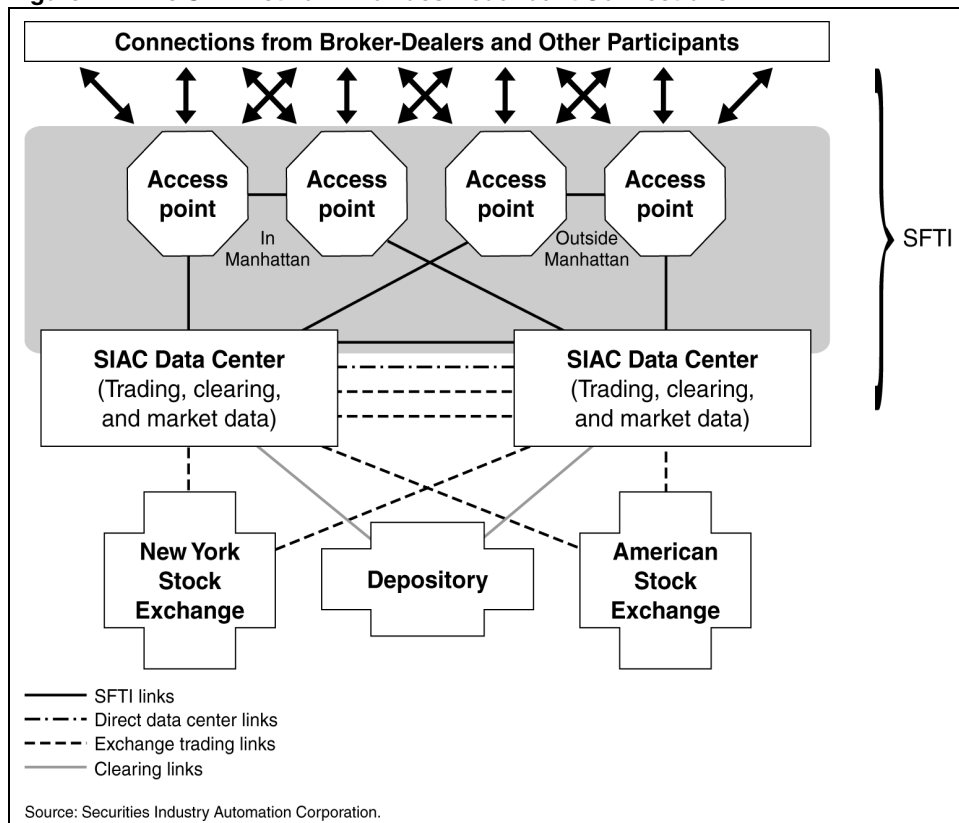 Connections from Broker-Dealers and Other Participants
Access
point
Access
point
Access
point
Access
point
In
Manhattan
Outside
Manhattan
SFTI
SIAC Data Center
(Trading, clearing,
and market data)
SIAC Data Center
(Trading, clearing,
and market data)
New York
Stock
Exchange
Depository
American
Stock
Exchange
SFTI links
Direct data center links
Exchange trading links
Clearing links
Source: Securities Industry Automation Corporation.